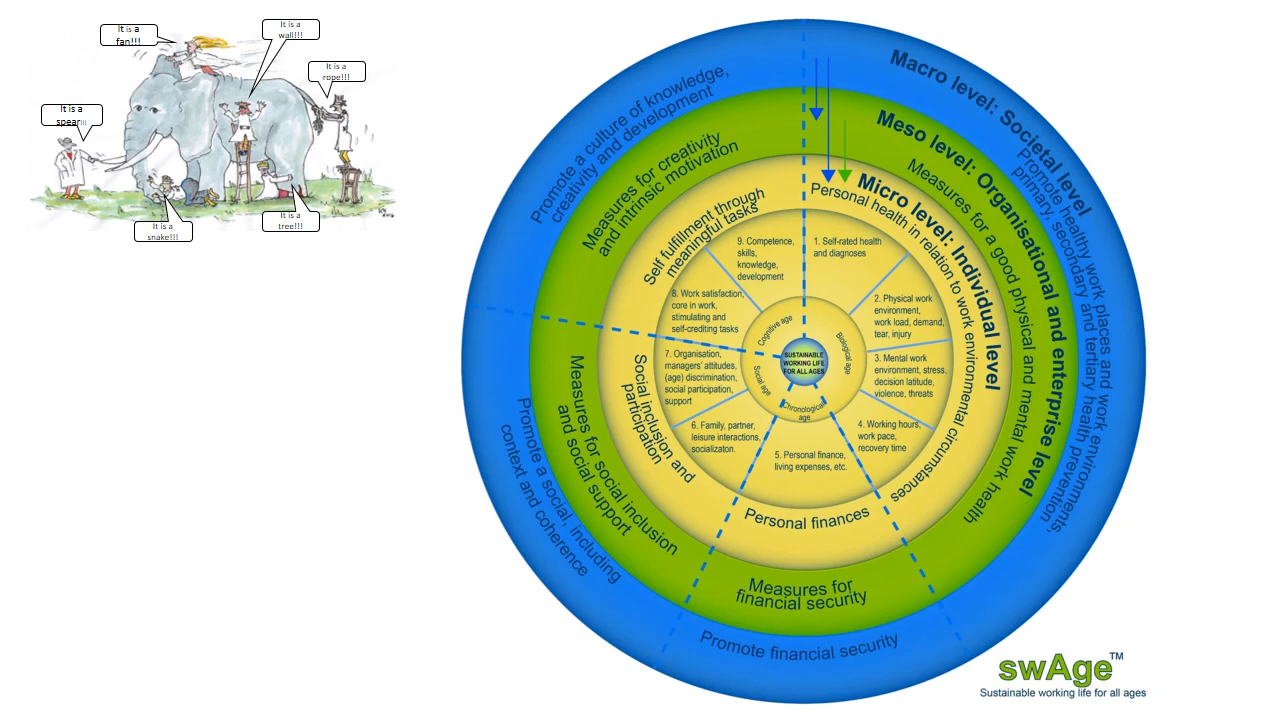 It is a
fan!!!
It is a
wall!!!
It is a
rope!!!
It is a
spear!!!
It is a
snake!!!
It is a
tree!!!
Macro level: Societal level
Promote healthy work places and work environments,
primary, secondary and tertiary health prevention
Meso level: Organisational and enterprise level
Measures for a good physical and mental work health
Micro level: Individual level
Personal health in relation to work environmental circumstances
Promote a culture of knowledge,
creativity and development
Measures for creativity
and intrinsic motivation
Self fulfillment through
meaningful tasks
Social inclusion and
participation
Measures for social inclusion
and social support
Promote a social, including
context and coherence
Personal finances
Measures for
financial security
Promote financial security
1. Self-rated health
and diagnoses
2. Physical work
environment,
work load, demand,
tear, injury
3. Mental work
environment, stress,
decision latitude,
violence, threats
4. Working hours,
work pace,
recovery time
5. Personal finance,
living expenses, etc.
6. Family, partner,
leisure interactions,
socializaton.
7. Organisation,
managers' attitudes,
(age) discrimination,
social participation,
support
8. Work satisfaction,
core in work,
stimulating and
self-crediting tasks
9. Competence,
skills,
knowledge,
development
Cognitive age
Biological age
Social age
Chronological
age
SUSTAINABLE
WORKING LIFE
FOR ALL AGES
swAge™
Sustainable working life for all ages